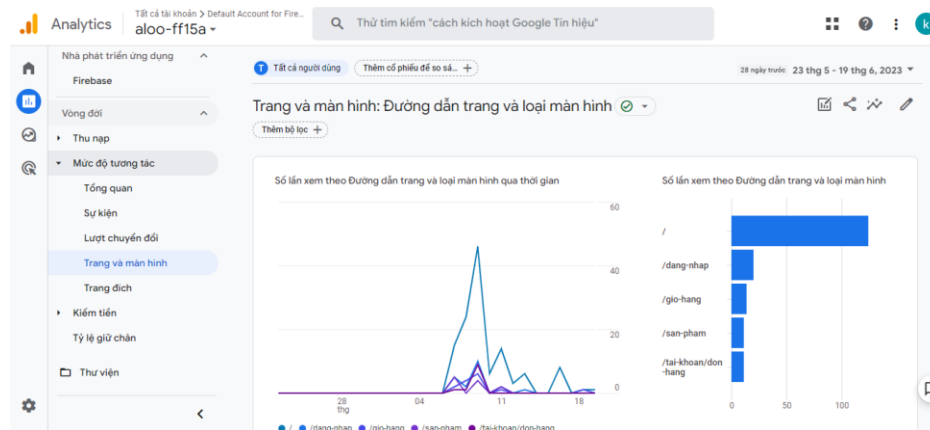 Analytics
Tất cả tài khoản > Default Account for Fire...
aloo-ff15a
Thử tìm kiếm "cách kích hoạt Google Tín hiệu"
k
Nhà phát triển ứng dụng
Firebase
Vòng đời
Thu nạp
Mức độ tương tác
Tổng quan
Sự kiện
Lượt chuyển đổi
Trang và màn hình
Trang đích
Kiếm tiền
Tỷ lệ giữ chân
Thư viện
T Tất cả người dùng
Thêm cổ phiếu để so sá... +
28 ngày trước 23 thg 5 - 19 thg 6, 2023
Trang và màn hình: Đường dẫn trang và loại màn hình
Thêm bộ lọc +
Số lần xem theo Đường dẫn trang và loại màn hình qua thời gian
60
40
20
0
28
thg
04
11
18
/ /dang-nhap /gio-hang /san-pham /tai-khoan/don-hang
Số lần xem theo Đường dẫn trang và loại màn hình
/
/dang-nhap
/gio-hang
/san-pham
/tai-khoan/don
-hang
0 50 100